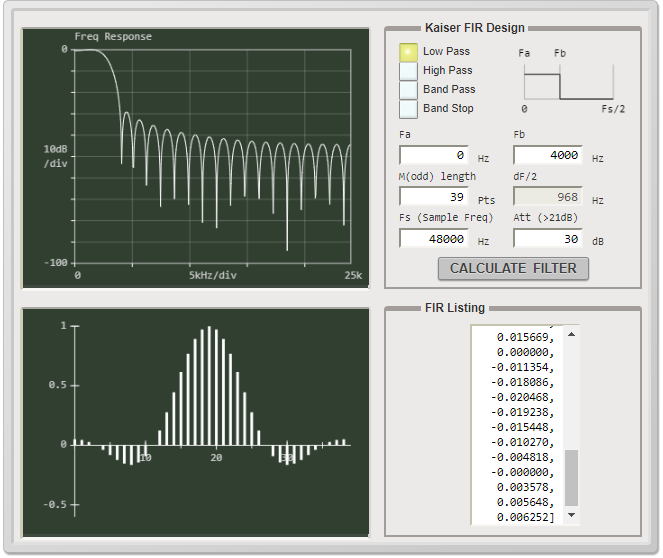 Freq Response
0
10dB
/div
-100
0
5kHz/div
25k
Kaiser FIR Design
Low Pass
High Pass
Band Pass
Band Stop
Fa Fb
0 Fs/2
Fa Fb
0 Hz 4000 Hz
M(odd) length dF/2
39 Pts 968 Hz
Fs (Sample Freq) Att (>21dB)
48000 Hz 30 dB
CALCULATE FILTER
1
0.5
0
-0.5
10 20 30
FIR Listing
0.015669,
0.000000,
-0.011354,
-0.018086,
-0.020468,
-0.019238,
-0.015448,
-0.010270,
-0.004818,
-0.000000,
0.003578,
0.005648,
0.006252]